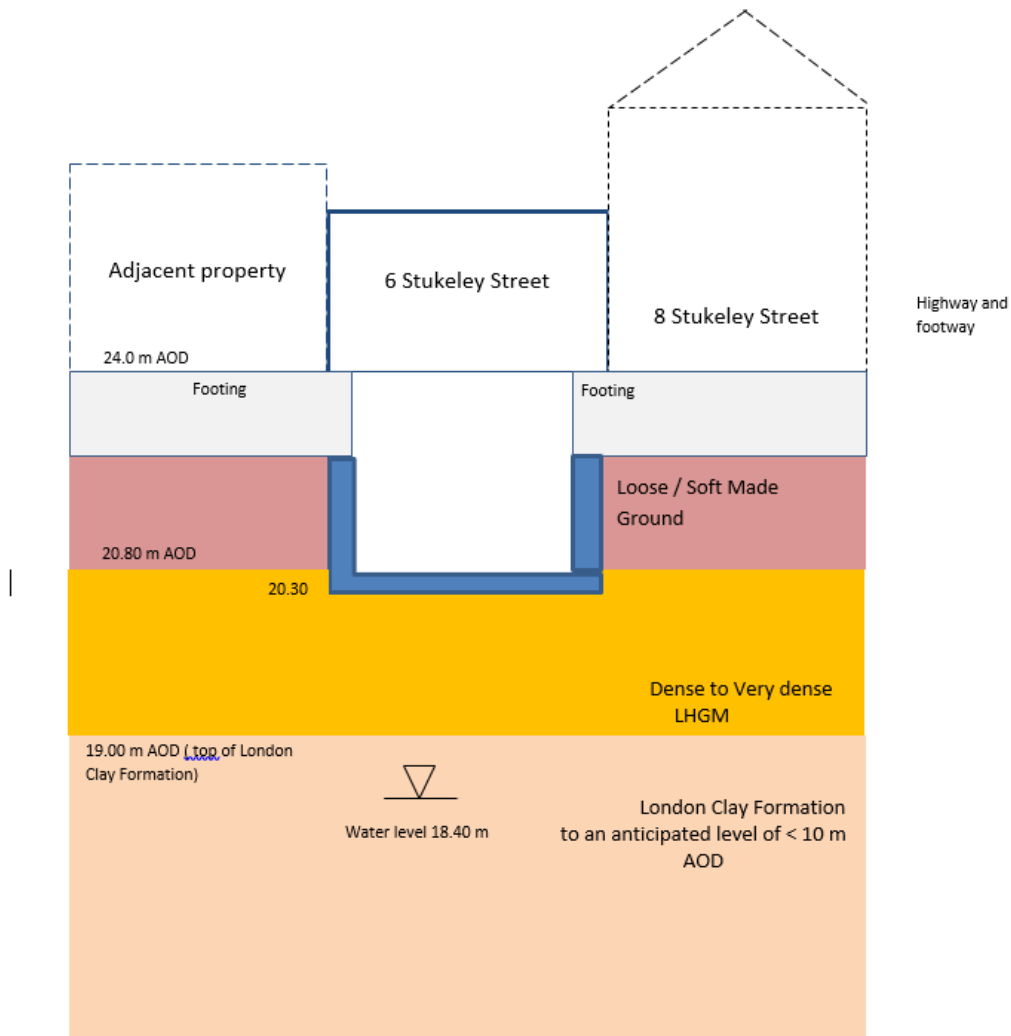 Adjacent property
6 Stukeley Street
8 Stukeley Street
Highway and
footway
24.0 m AOD
Footing
Footing
Loose / Soft Made
Ground
20.80 m AOD
20.30
Dense to Very dense
LHGM
19.00 m AOD ( top of London
Clay Formation)
Water level 18.40 m
London Clay Formation
to an anticipated level of < 10 m
AOD